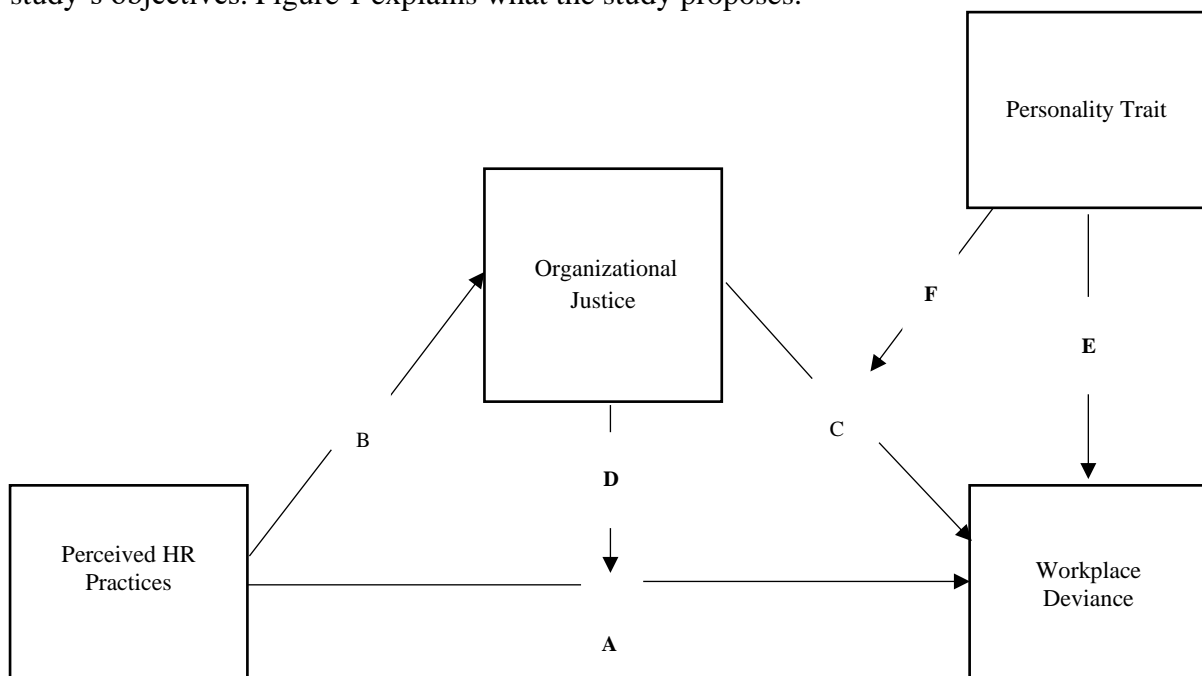 study's objectives. Figure 1 explains what the study proposes.
Personality Trait
Organizational
Justice
F
E
B
C
D
Perceived HR
Practices
Workplace
Deviance
A